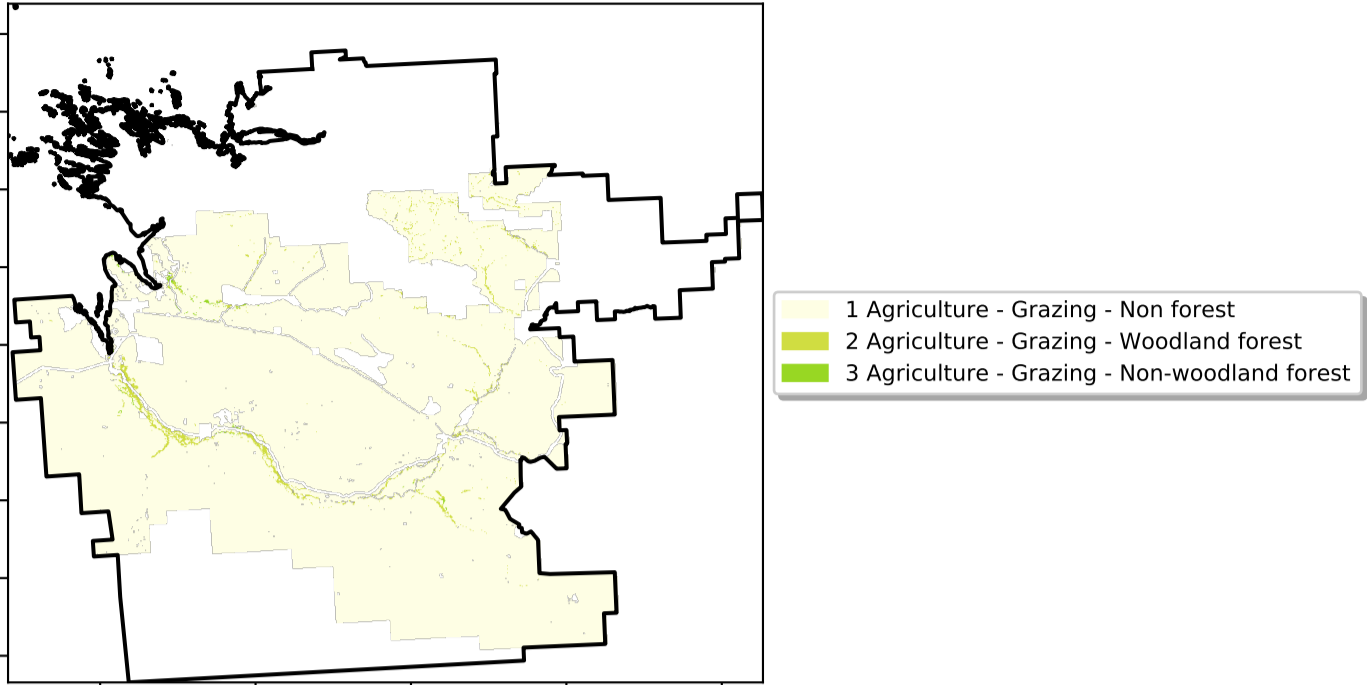 1 Agriculture - Grazing - Non forest
2 Agriculture - Grazing - Woodland forest
3 Agriculture - Grazing - Non-woodland forest